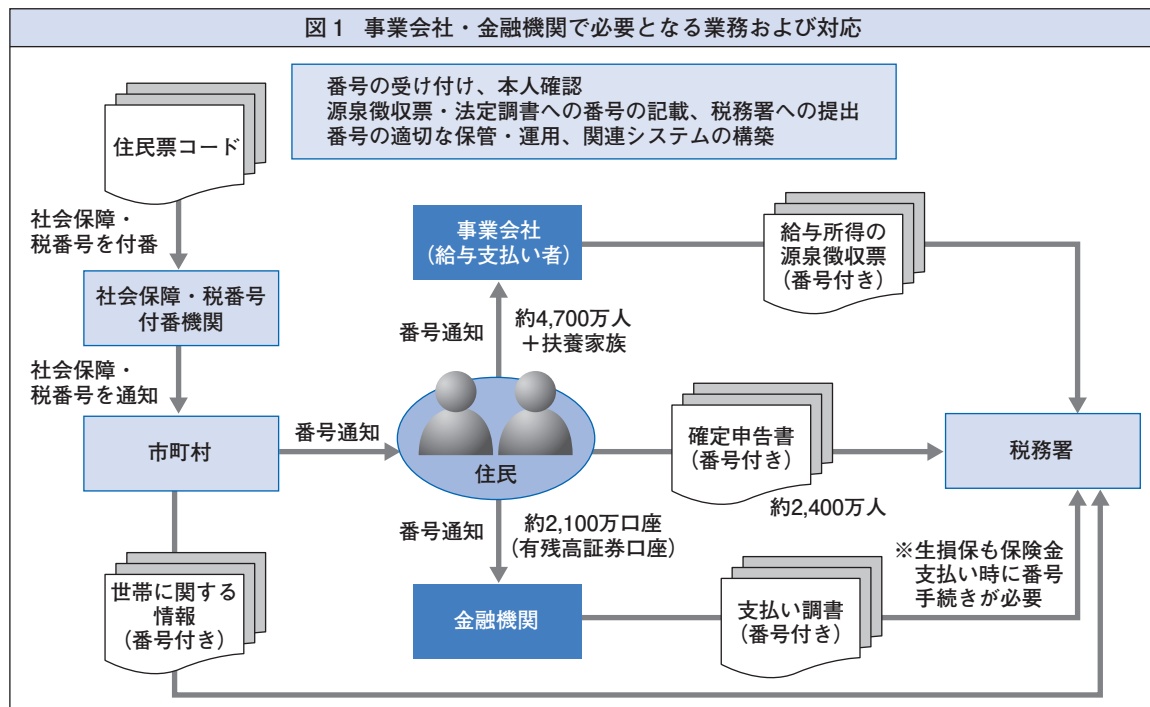 図1 事業会社・金融機関で必要となる業務および対応
番号の受け付け、本人確認
源泉徴収票・法定調書への番号の記載、税務署への提出
番号の適切な保管・運用、関連システムの構築
住民票コード
社会保障・
税番号を付番
社会保障・税番号
付番機関
社会保障・
税番号を通知
市町村
世帯に関する
情報
(番号付き)
番号通知
事業会社
(給与支払い者)
番号通知
約4,700万人
+扶養家族
住民
番号通知
約2,100万口座
(有残高証券口座)
金融機関
給与所得の
源泉徴収票
(番号付き)
確定申告書
(番号付き)
約2,400万人
支払い調書
(番号付き)
※生損保も保険金
支払い時に番号
手続きが必要
税務署